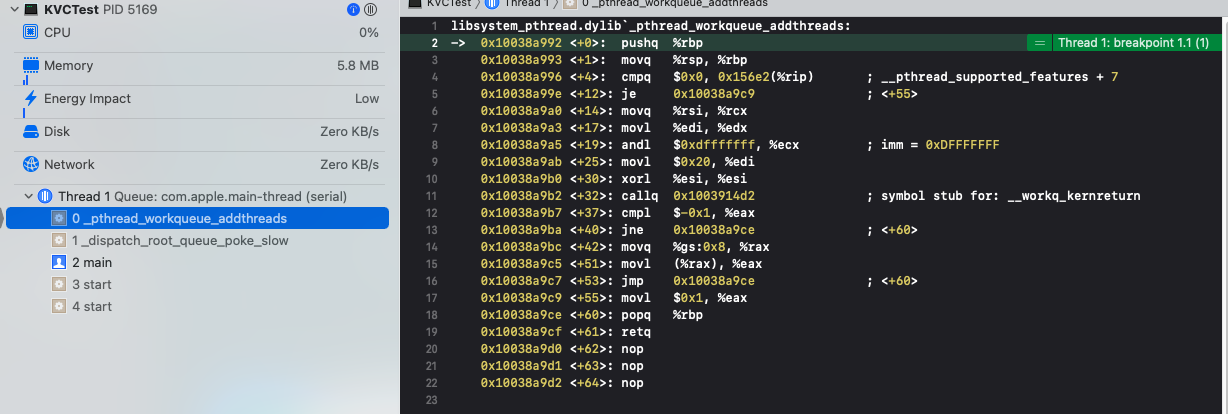 KVCTest PID 5169
CPU 0%
Memory 5.8 MB
Energy Impact Low
Disk Zero KB/s
Network Zero KB/s
Thread 1 Queue: com.apple.main-thread (serial)
0 _pthread_workqueue_addthreads
1 _dispatch_root_queue_poke_slow
2 main
3 start
4 start
KVCTest 〉 Thread 1 〉 0 _pthread_workqueue_addthreads
1 libsystem_pthread.dylib`_pthread_workqueue_addthreads:
2 -> 0x10038a992 <+0>: pushq %rbp = Thread 1: breakpoint 1.1 (1)
3 0x10038a993 <+1>: movq %rsp, %rbp
4 0x10038a996 <+4>: cmpq $0x0, 0x156e2(%rip) ; __pthread_supported_features + 7
5 0x10038a99e <+12>: je 0x10038a9c9 ; <+55>
6 0x10038a9a0 <+14>: movq %rsi, %rcx
7 0x10038a9a3 <+17>: movl %edi, %edx
8 0x10038a9a5 <+19>: andl $0xdfffffff, %ecx ; imm = 0xDFFFFFFF
9 0x10038a9ab <+25>: movl $0x20, %edi
10 0x10038a9b0 <+30>: xorl %esi, %esi
11 0x10038a9b2 <+32>: callq 0x1003914d2 ; symbol stub for: __workq_kernreturn
12 0x10038a9b7 <+37>: cmpl $-0x1, %eax
13 0x10038a9ba <+40>: jne 0x10038a9ce ; <+60>
14 0x10038a9bc <+42>: movq %gs:0x8, %rax
15 0x10038a9c5 <+51>: movl (%rax), %eax
16 0x10038a9c7 <+53>: jmp 0x10038a9ce ; <+60>
17 0x10038a9c9 <+55>: movl $0x1, %eax
18 0x10038a9ce <+60>: popq %rbp
19 0x10038a9cf <+61>: retq
20 0x10038a9d0 <+62>: nop
21 0x10038a9d1 <+63>: nop
22 0x10038a9d2 <+64>: nop
23